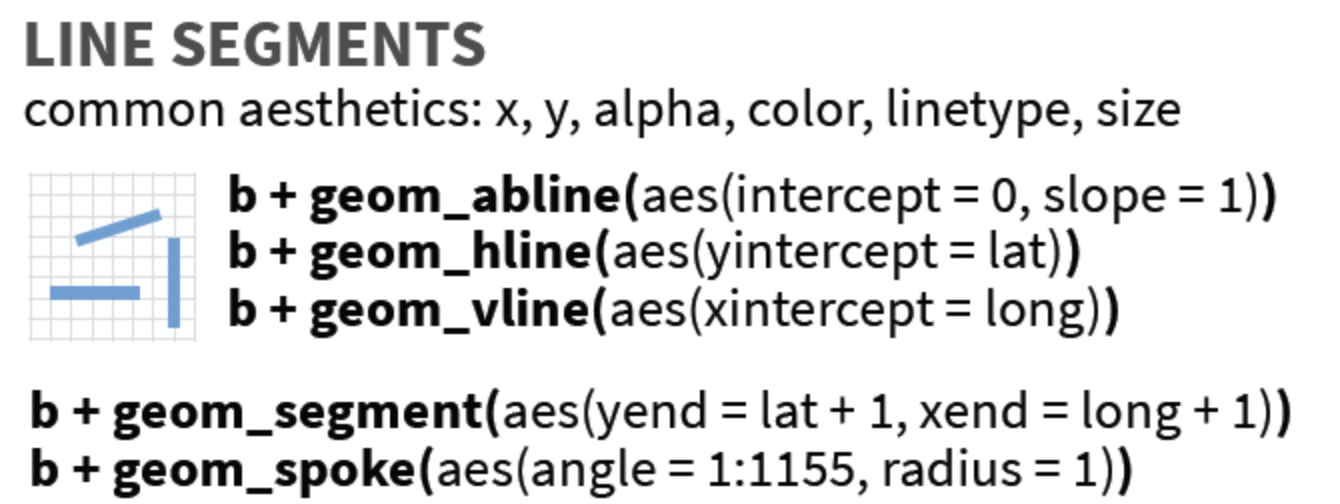 LINE SEGMENTS
common aesthetics: x, y, alpha, color, linetype, size
b + geom_abline(aes(intercept = 0, slope = 1))
b + geom_hline(aes(yintercept = lat))
b + geom_vline(aes(xintercept = long))
b + geom_segment(aes(yend = lat + 1, xend = long + 1))
b + geom_spoke(aes(angle = 1:1155, radius = 1))